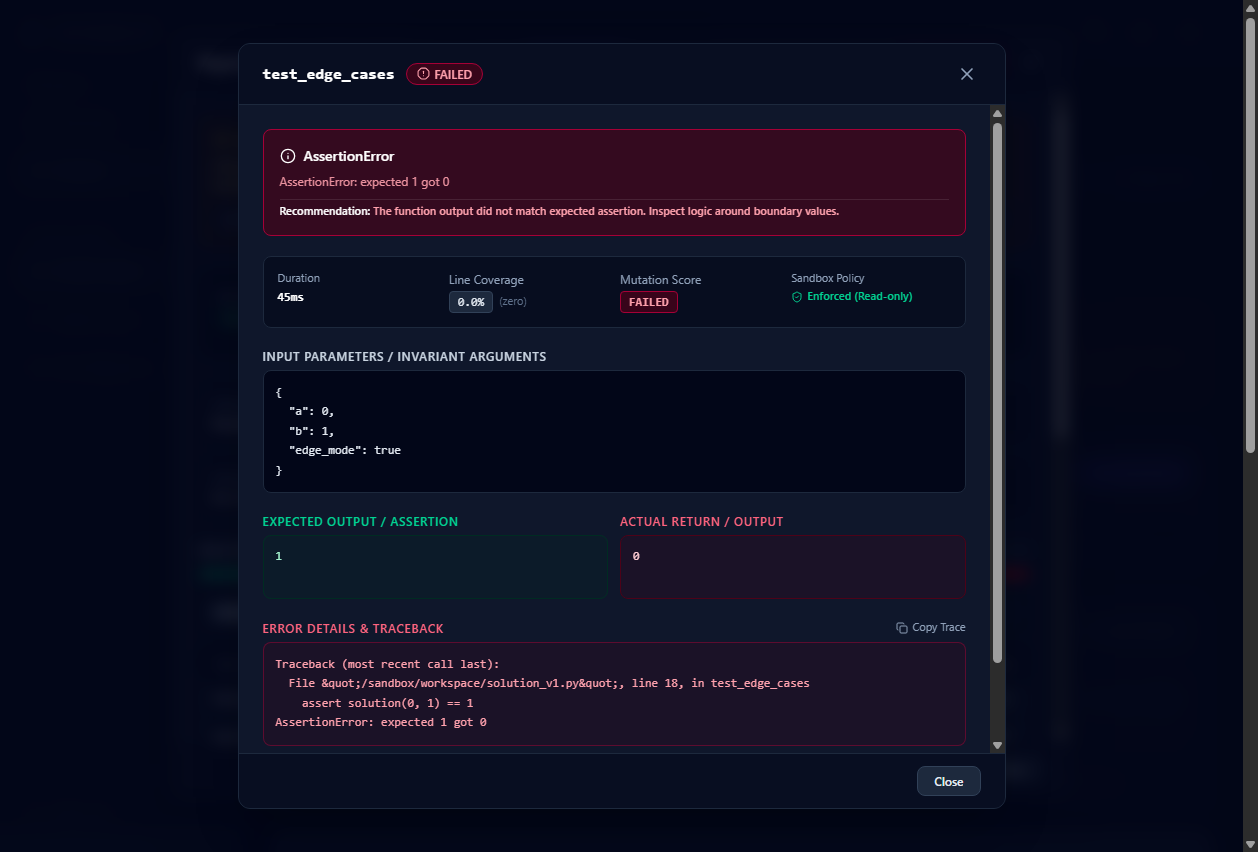 test_edge_cases FAILED
AssertionError
AssertionError: expected 1 got 0
Recommendation: The function output did not match expected assertion. Inspect logic around boundary values.
Duration
45ms
Line Coverage
0.0% (zero)
Mutation Score
FAILED
Sandbox Policy
Enforced (Read-only)
INPUT PARAMETERS / INVARIANT ARGUMENTS
{
  "a": 0,
  "b": 1,
  "edge_mode": true
}
EXPECTED OUTPUT / ASSERTION
1
ACTUAL RETURN / OUTPUT
0
ERROR DETAILS & TRACEBACK
Copy Trace
Traceback (most recent call last):
  File &quot;/sandbox/workspace/solution_v1.py&quot;, line 18, in test_edge_cases
    assert solution(0, 1) == 1
AssertionError: expected 1 got 0
Close